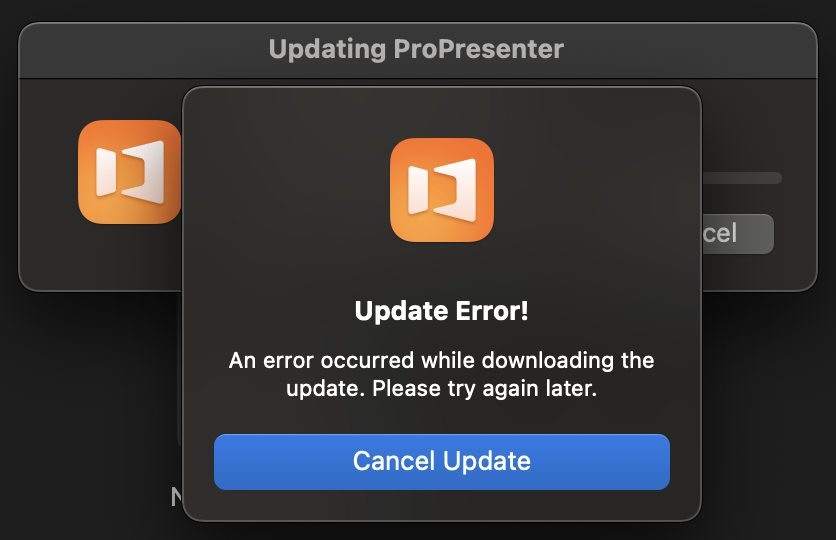 Updating ProPresenter
cel
Update Error!
An error occurred while downloading the
update. Please try again later.
Cancel Update
N